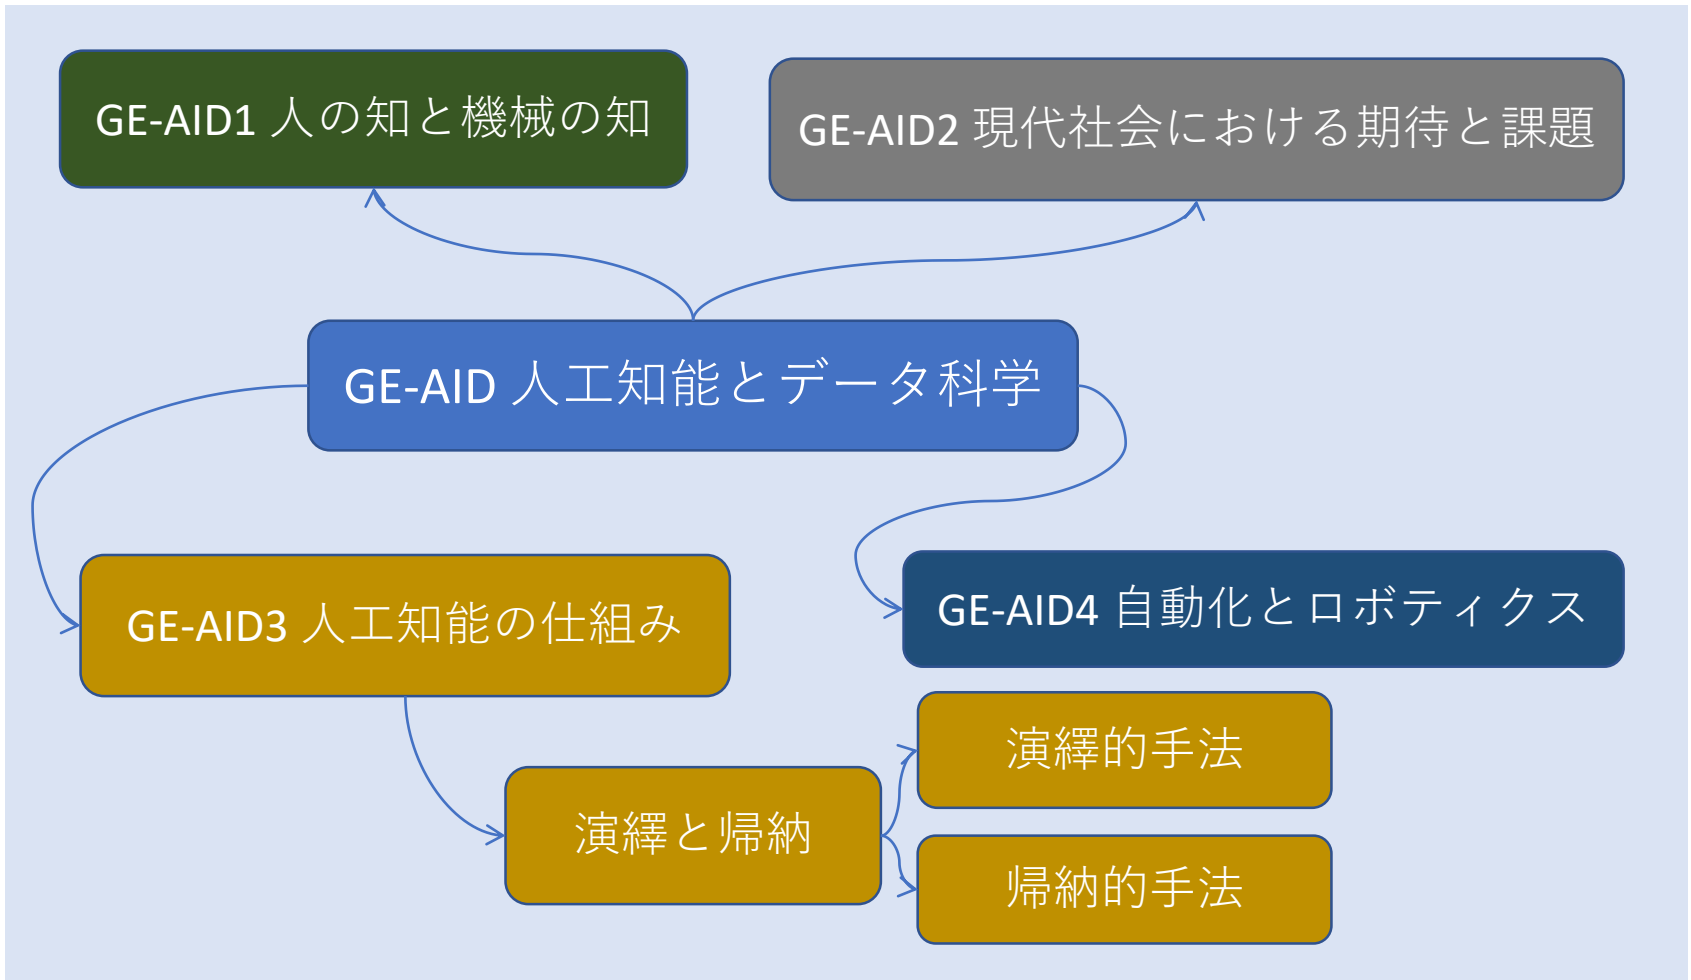 GE-AID1 人の知と機械の知
GE-AID2 現代社会における期待と課題
GE-AID 人工知能とデータ科学
GE-AID3 人工知能の仕組み
GE-AID4 自動化とロボティクス
演繹と帰納
演繹的手法
帰納的手法